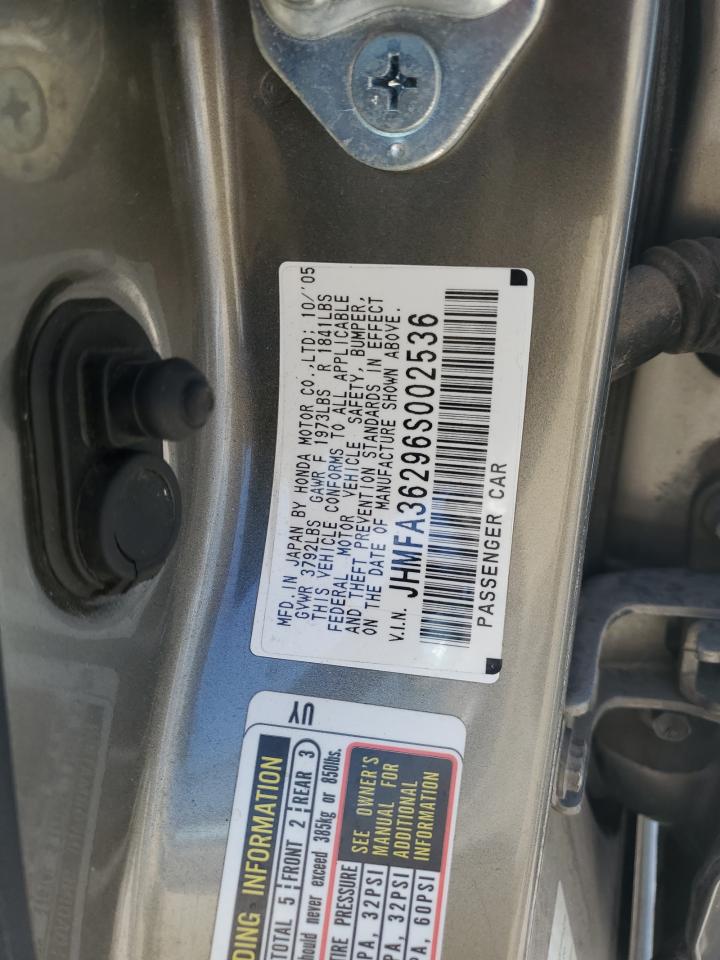 MFD. IN JAPAN BY HONDA MOTOR CO.,LTD; 10/'05
GVWR 3792LBS GAWR F 1973LBS R 1841LBS
THIS VEHICLE CONFORMS TO ALL APPLICABLE
FEDERAL MOTOR VEHICLE SAFETY, BUMPER,
AND THEFT PREVENTION STANDARDS IN EFFECT
ON THE DATE OF MANUFACTURE SHOWN ABOVE.
V.I.N. JHMFA36296S002536
PASSENGER CAR
UY
DING INFORMATION
TOTAL 5 FRONT 2 REAR 3
should never exceed 385kg or 850lbs.
TIRE PRESSURE
PA, 32PSI
PA, 32PSI
PA, 60PSI
SEE OWNER'S
MANUAL FOR
ADDITIONAL
INFORMATION